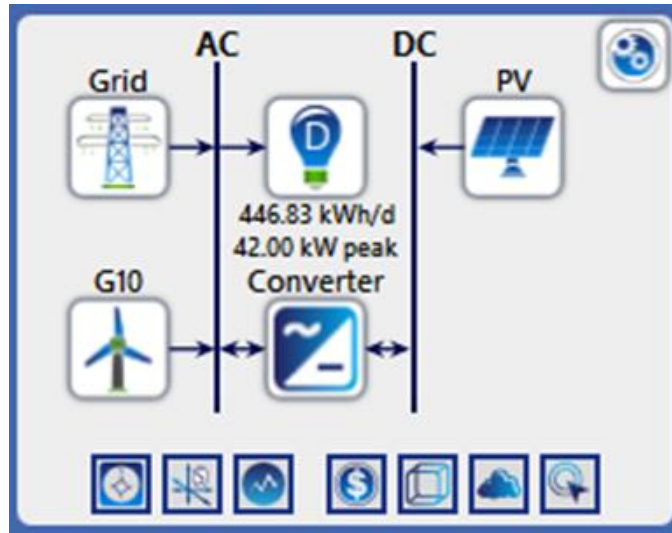 AC
DC
Grid
PV
D
446.83 kWh/d
42.00 kW peak
G10
Converter
S
$